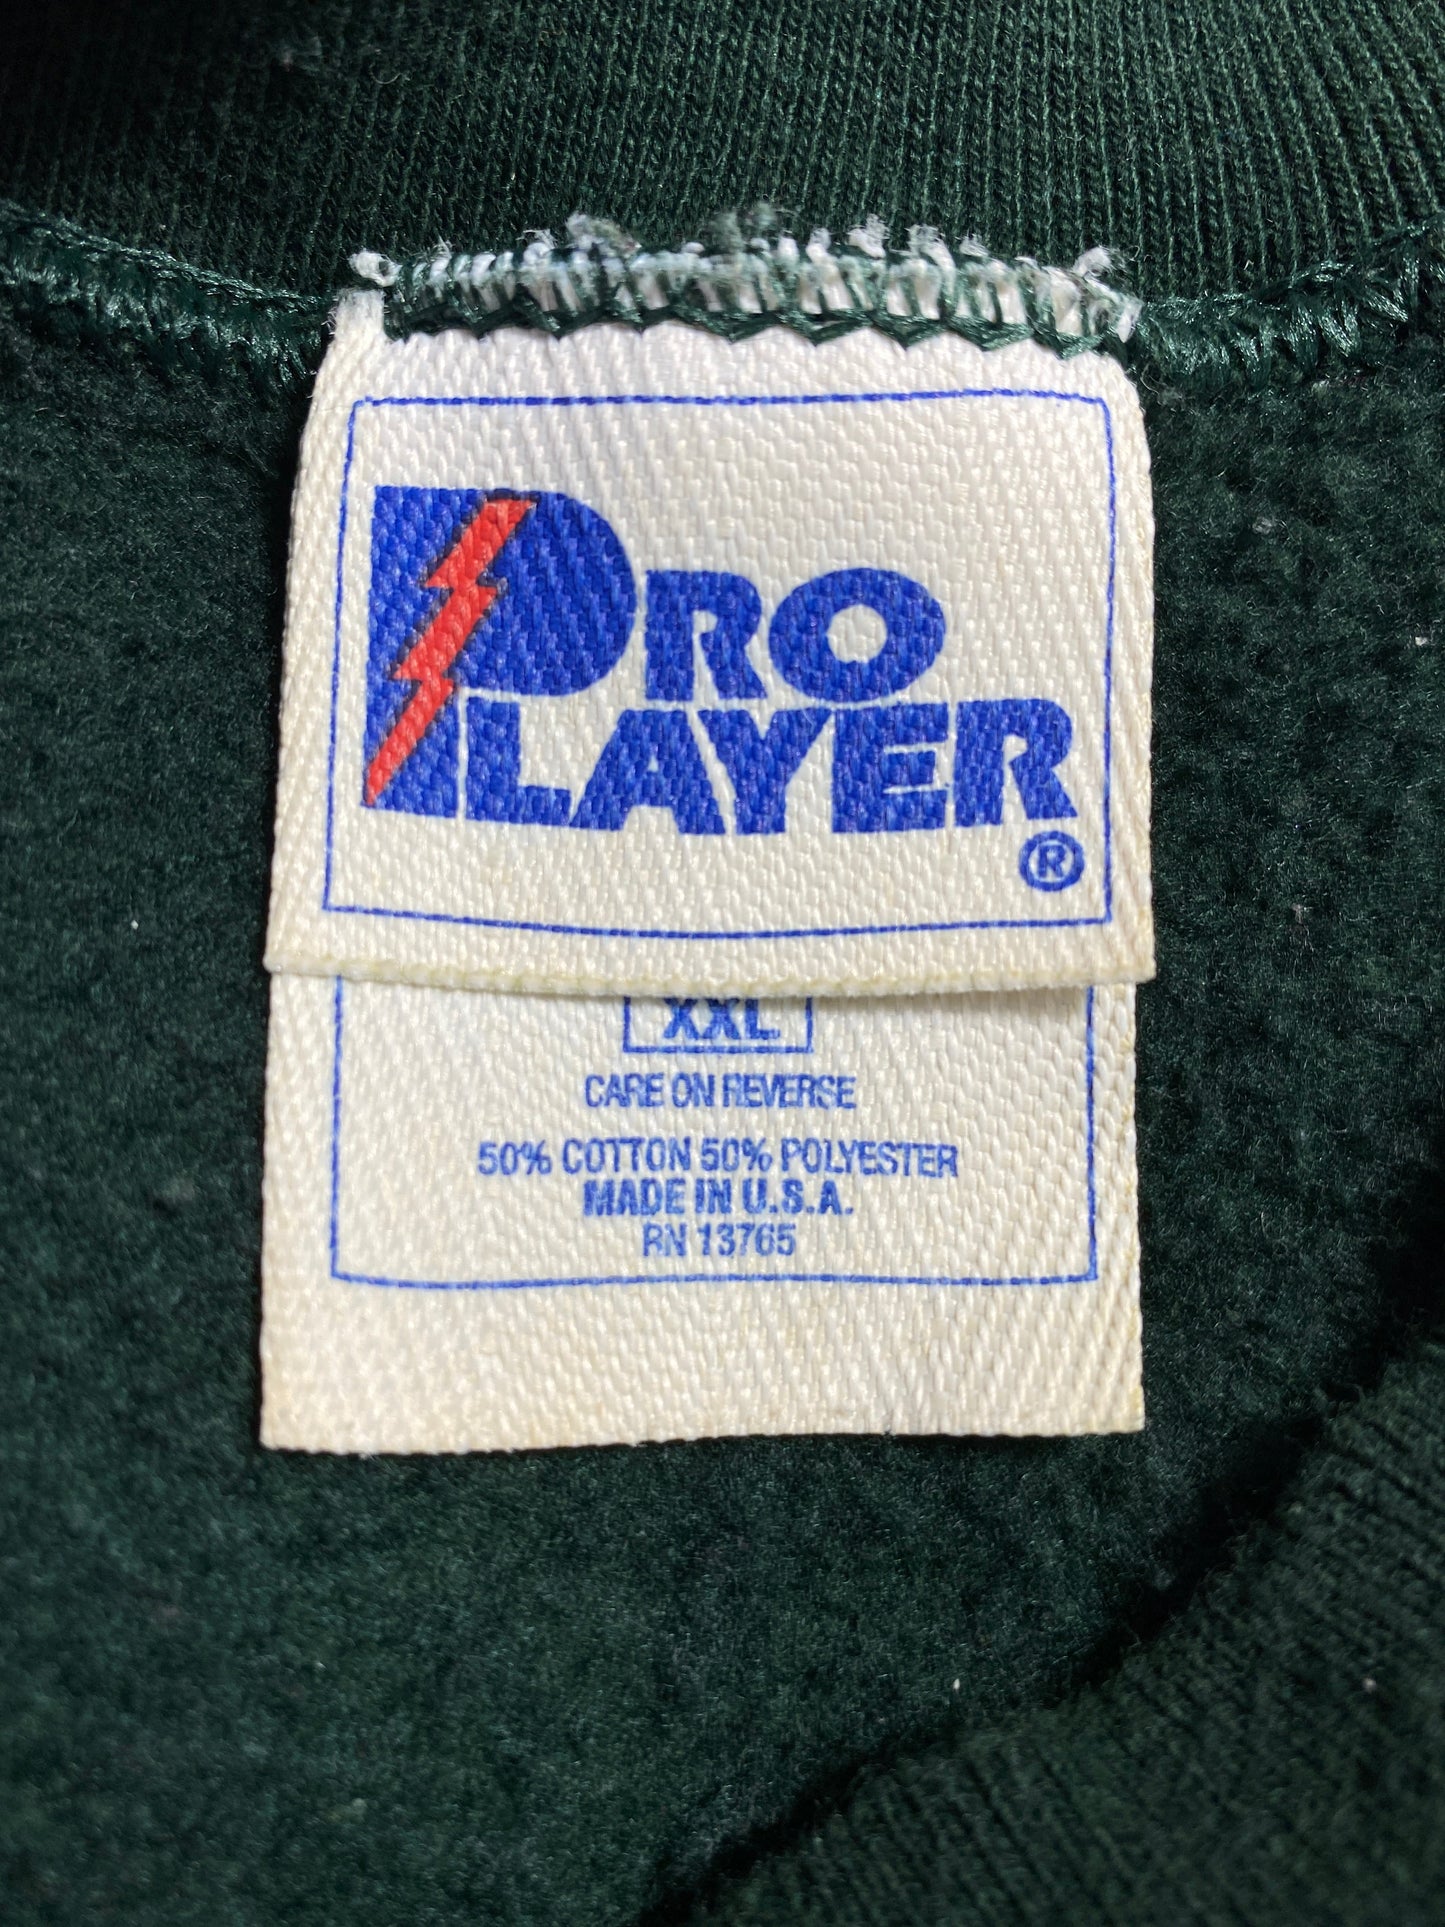 PRO
PLAYER
®
XXL
CARE ON REVERSE
50% COTTON 50% POLYESTER
MADE IN U.S.A.
RN 13765